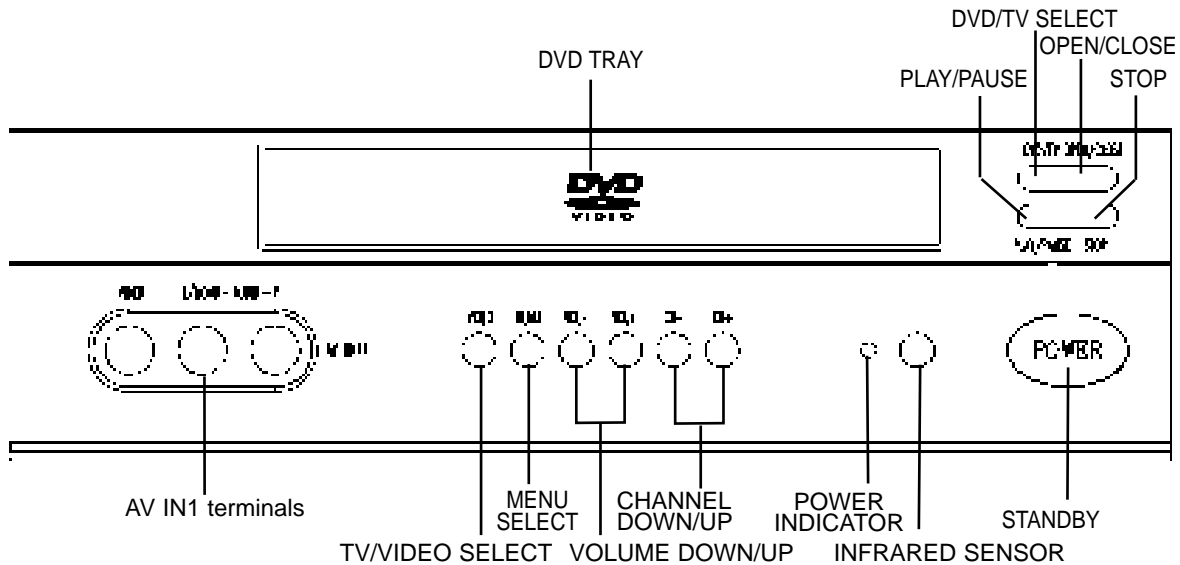 DVD/TV SELECT
OPEN/CLOSE
DVD TRAY
PLAY/PAUSE
STOP
DVD
VIDEO
POWER
AV IN1 terminals
MENU
SELECT
CHANNEL
DOWN/UP
POWER
INDICATOR
STANDBY
TV/VIDEO SELECT
VOLUME DOWN/UP
INFRARED SENSOR